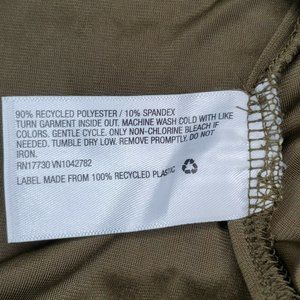 90% RECYCLED POLYESTER / 10% SPANDEX
TURN GARMENT INSIDE OUT. MACHINE WASH COLD WITH LIKE
COLORS. GENTLE CYCLE. ONLY NON-CHLORINE BLEACH IF
NEEDED. TUMBLE DRY LOW. REMOVE PROMPTLY. DO NOT
IRON.
RN17730 VN1042782
LABEL MADE FROM 100% RECYCLED PLASTIC